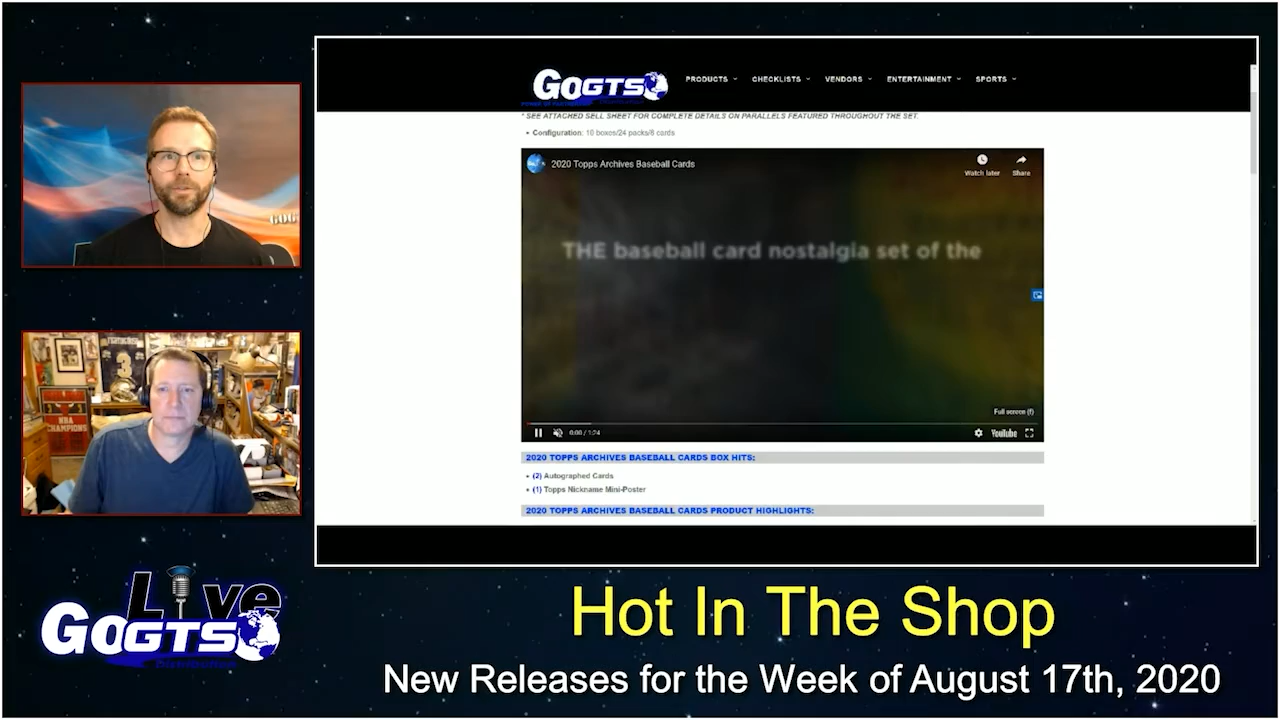 GOGTS
PRODUCTS
CHECKLISTS
VENDORS
ENTERTAINMENT
SPORTS
* SEE ATTACHED SELL SHEET FOR COMPLETE DETAILS ON PARALLELS FEATURED THROUGHOUT THE SET.
• Configuration: 10 boxes/24 packs/8 cards
2020 Topps Archives Baseball Cards
Watch later
Share
THE baseball card nostalgia set of the
Full screen (f)
0:00 / 1:24
YouTube
2020 TOPPS ARCHIVES BASEBALL CARDS BOX HITS:
• (2) Autographed Cards
• (1) Topps Nickname Mini-Poster
2020 TOPPS ARCHIVES BASEBALL CARDS PRODUCT HIGHLIGHTS:
GOG
3
NBA
CHAMPIONS
Live
GOGTS
Hot In The Shop
New Releases for the Week of August 17th, 2020